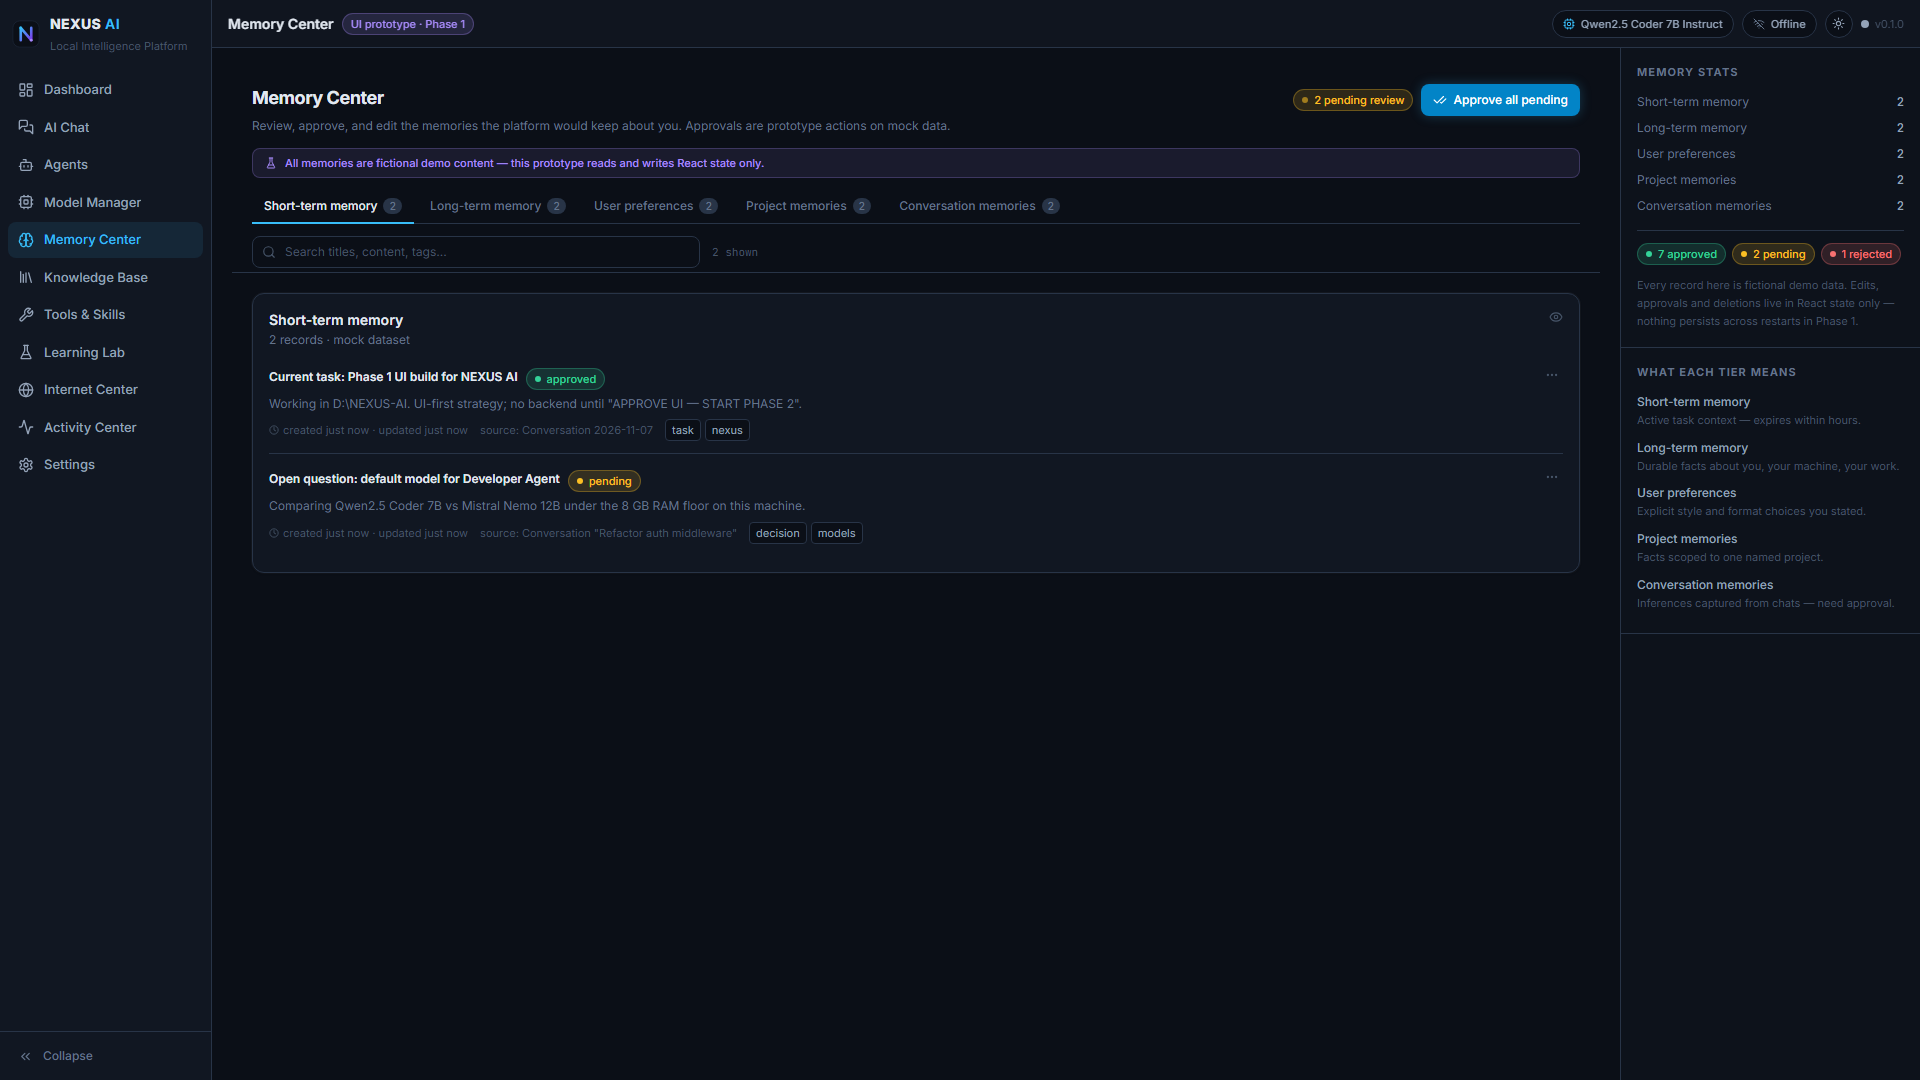 NEXUS AI
Local Intelligence Platform
Dashboard
AI Chat
Agents
Model Manager
Memory Center
Knowledge Base
Tools & Skills
Learning Lab
Internet Center
Activity Center
Settings
Collapse
Memory Center UI prototype · Phase 1
Qwen2.5 Coder 7B Instruct Offline v0.1.0
Memory Center
2 pending review Approve all pending
Review, approve, and edit the memories the platform would keep about you. Approvals are prototype actions on mock data.
All memories are fictional demo content — this prototype reads and writes React state only.
Short-term memory 2 Long-term memory 2 User preferences 2 Project memories 2 Conversation memories 2
Search titles, content, tags... 2 shown
Short-term memory
2 records · mock dataset
Current task: Phase 1 UI build for NEXUS AI approved
Working in D:\NEXUS-AI. UI-first strategy; no backend until "APPROVE UI — START PHASE 2".
created just now · updated just now source: Conversation 2026-11-07 task nexus
Open question: default model for Developer Agent pending
Comparing Qwen2.5 Coder 7B vs Mistral Nemo 12B under the 8 GB RAM floor on this machine.
created just now · updated just now source: Conversation "Refactor auth middleware" decision models
MEMORY STATS
Short-term memory 2
Long-term memory 2
User preferences 2
Project memories 2
Conversation memories 2
7 approved 2 pending 1 rejected
Every record here is fictional demo data. Edits,
approvals and deletions live in React state only —
nothing persists across restarts in Phase 1.
WHAT EACH TIER MEANS
Short-term memory
Active task context — expires within hours.
Long-term memory
Durable facts about you, your machine, your work.
User preferences
Explicit style and format choices you stated.
Project memories
Facts scoped to one named project.
Conversation memories
Inferences captured from chats — need approval.